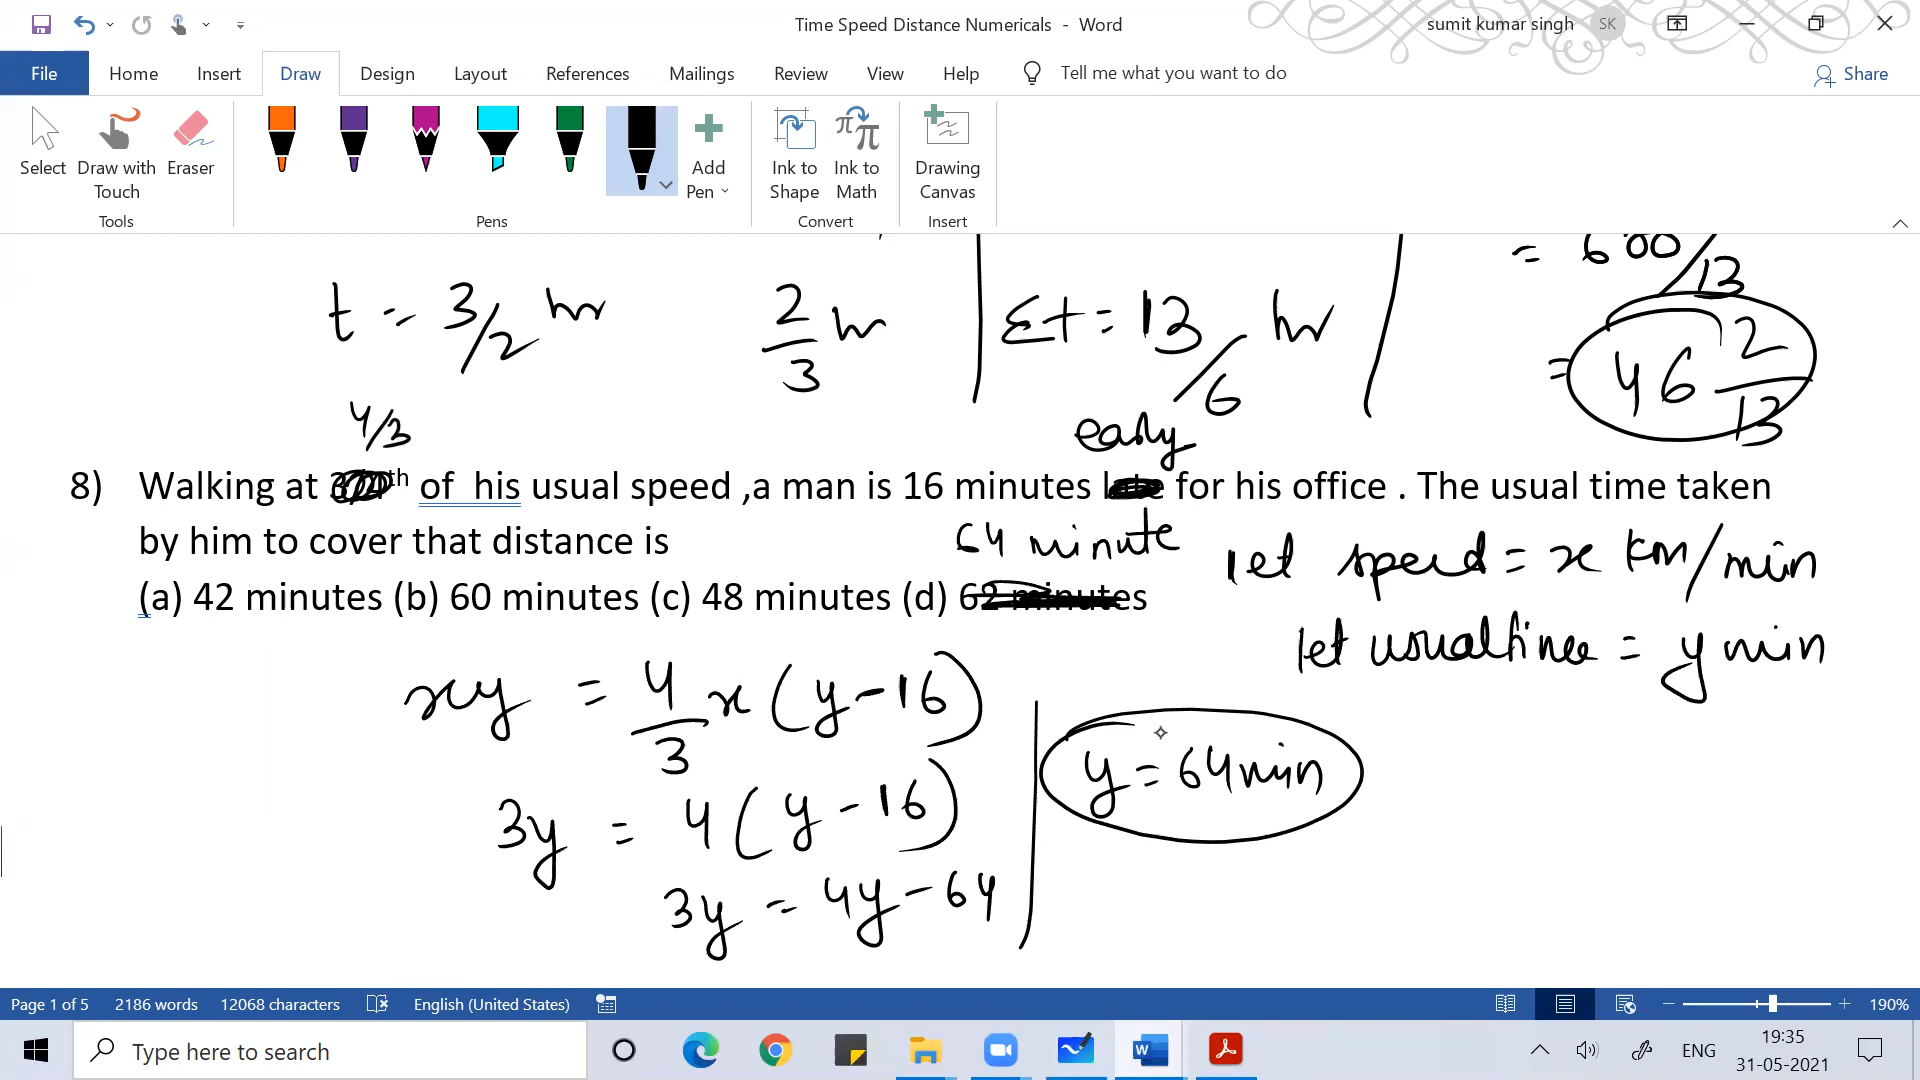 Time Speed Distance Numericals - Word
sumit kumar singh SK
File Home Insert Draw Design Layout References Mailings Review View Help Tell me what you want to do Share
Select Draw with Touch Eraser Add Pen Ink to Shape Ink to Math Drawing Canvas
Tools Pens Convert Insert
= 600/13
t = 3/2 hr 2/3 hr Σt = 13/6 hr = 46 2/13
4/3 early
8) Walking at th of his usual speed ,a man is 16 minutes for his office . The usual time taken
by him to cover that distance is
64 minute
(a) 42 minutes (b) 60 minutes (c) 48 minutes (d) 62 minutes
let speed = x km/min
let usual time = y min
xy = 4/3 x (y-16)
3y = 4 (y-16)
3y = 4y-64
y = 64 min
Page 1 of 5 2186 words 12068 characters English (United States) 190%
Type here to search
ENG 19:35
31-05-2021